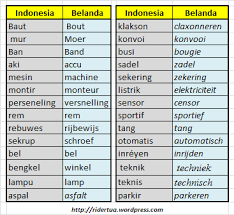 Indonesia Belanda Indonesia Belanda
Baut Bout klakson claxonneren
mur Moer konvoi konvooi
Ban Band busi bougie
aki accu sadel zadel
mesin machine sekering zekering
montir monteur listrik elektriciteit
perseneling versnelling sensor censor
rem rem sportif sportief
rebuwes rijbewijs tang tang
sekrup schroef otomatis automatisch
bel bel inréyen inrijden
bengkel winkel teknik techniek
lampu lamp teknis technisch
aspal asfalt parkir parkeren
http://ridertua.wordpress.com/